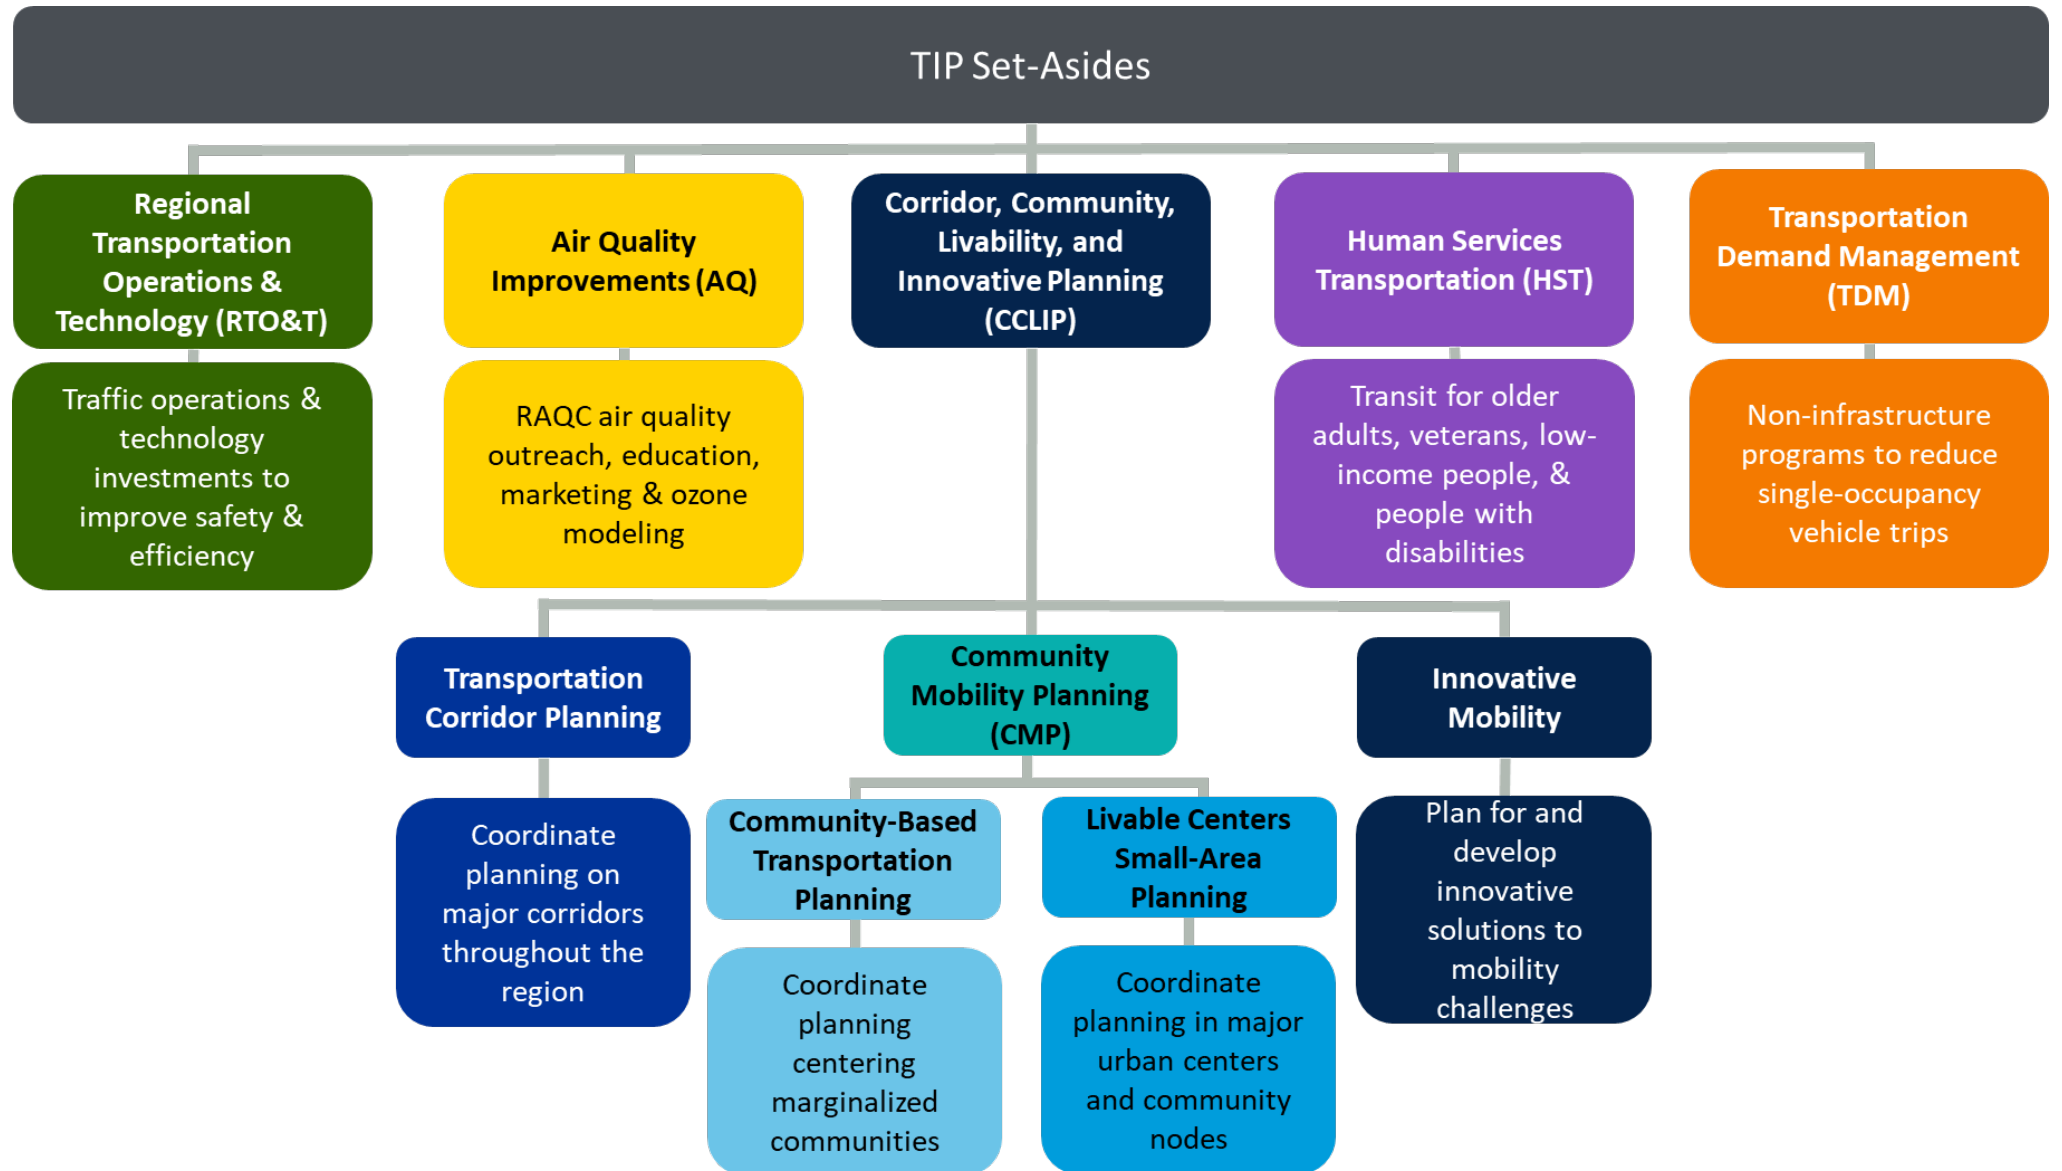 TIP Set-Asides
Regional
Transportation
Operations &
Technology (RTO&T)
Traffic operations &
technology
investments to
improve safety &
efficiency
Air Quality
Improvements (AQ)
RAQC air quality
outreach, education,
marketing & ozone
modeling
Corridor, Community,
Livability, and
Innovative Planning
(CCLIP)
Human Services
Transportation (HST)
Transit for older
adults, veterans, low-
income people, &
people with
disabilities
Transportation
Demand Management
(TDM)
Non-infrastructure
programs to reduce
single-occupancy
vehicle trips
Transportation
Corridor Planning
Coordinate
planning on
major corridors
throughout the
region
Community
Mobility Planning
(CMP)
Community-Based
Transportation
Planning
Coordinate
planning
centering
marginalized
communities
Livable Centers
Small-Area
Planning
Coordinate
planning in major
urban centers
and community
nodes
Innovative
Mobility
Plan for and
develop
innovative
solutions to
mobility
challenges